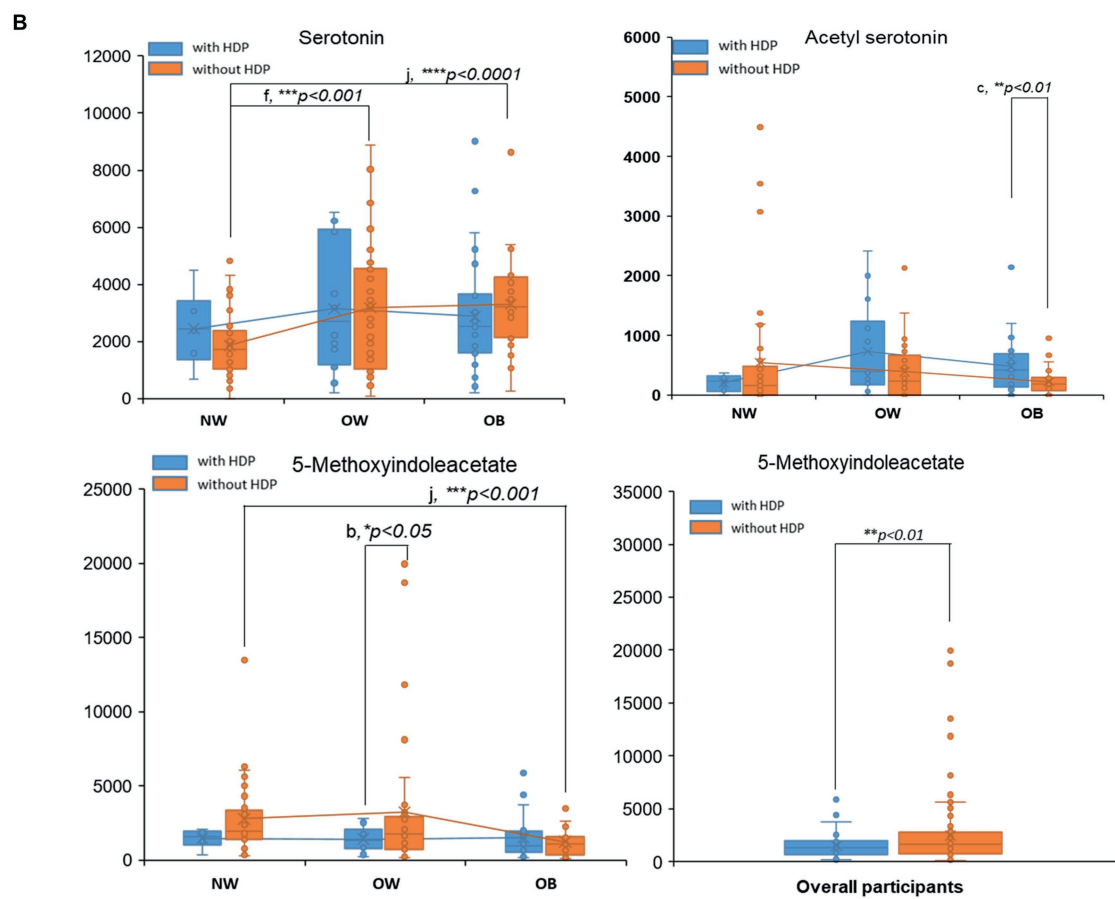 B
Serotonin
with HDP
without HDP
12000
10000
8000
6000
4000
2000
0
j, ****p<0.0001
f, ***p<0.001
NW
OW
OB
Acetyl serotonin
with HDP
without HDP
6000
5000
4000
3000
2000
1000
0
c, **p<0.01
NW
OW
OB
5-Methoxyindoleacetate
with HDP
without HDP
25000
20000
15000
10000
5000
0
j, ***p<0.001
b, *p<0.05
NW
OW
OB
5-Methoxyindoleacetate
with HDP
without HDP
35000
30000
25000
20000
15000
10000
5000
0
**p<0.01
Overall participants